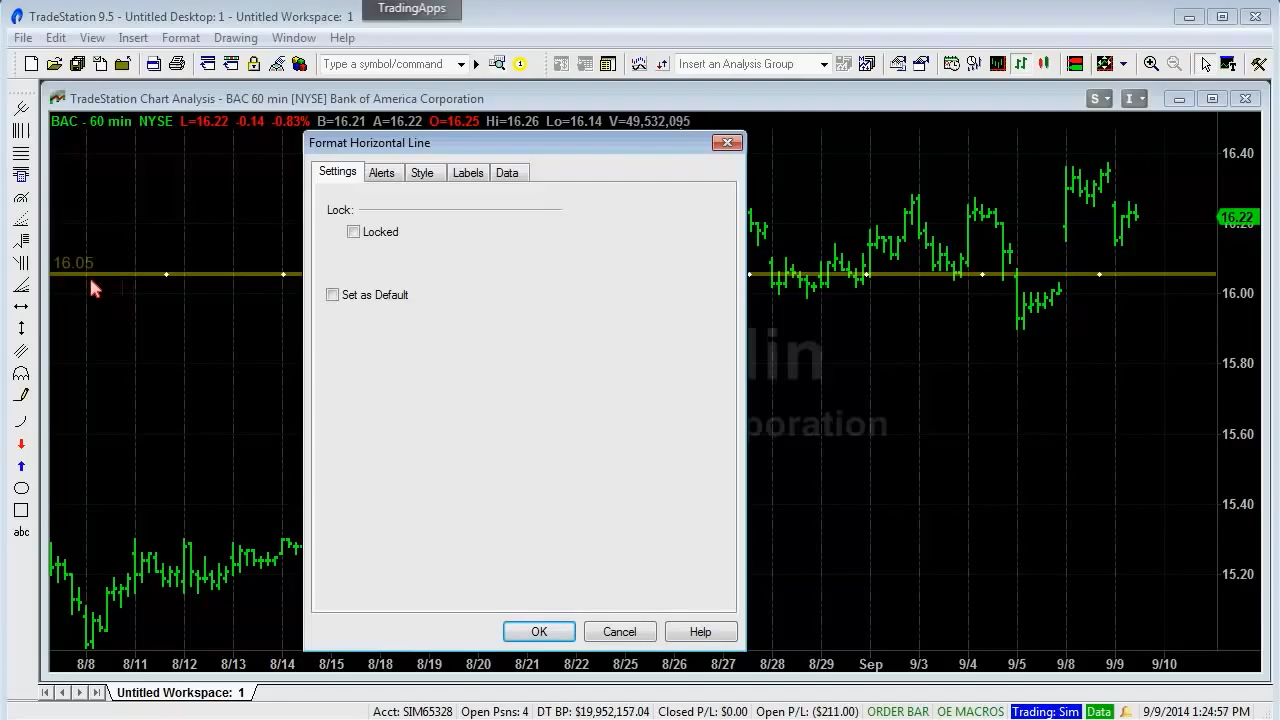 TradeStation 9.5 - Untitled Desktop: 1 - Untitled Workspace: 1
TradingApps
File Edit View Insert Format Drawing Window Help
Type a symbol/command
Insert an Analysis Group
TradeStation Chart Analysis - BAC 60 min [NYSE] Bank of America Corporation
S I
BAC - 60 min NYSE L=16.22 -0.14 -0.83% B=16.21 A=16.22 O=16.25 Hi=16.26 Lo=16.14 V=49,532,095
Format Horizontal Line
Settings Alerts Style Labels Data
Lock:
Locked
Set as Default
OK Cancel Help
16.05
16.40
16.22
16.20
16.00
15.80
15.60
15.40
15.20
lin
poration
abc
8/8 8/11 8/12 8/13 8/14 8/15 8/18 8/19 8/20 8/21 8/22 8/25 8/26 8/27 8/28 8/29 Sep 9/3 9/4 9/5 9/8 9/9 9/10
Untitled Workspace: 1
Acct: SIM65328 Open Psns: 4 DT BP: $19,952,157.04 Closed P/L: $0.00 Open P/L: ($211.00) ORDER BAR OE MACROS Trading: Sim Data 9/9/2014 1:24:57 PM